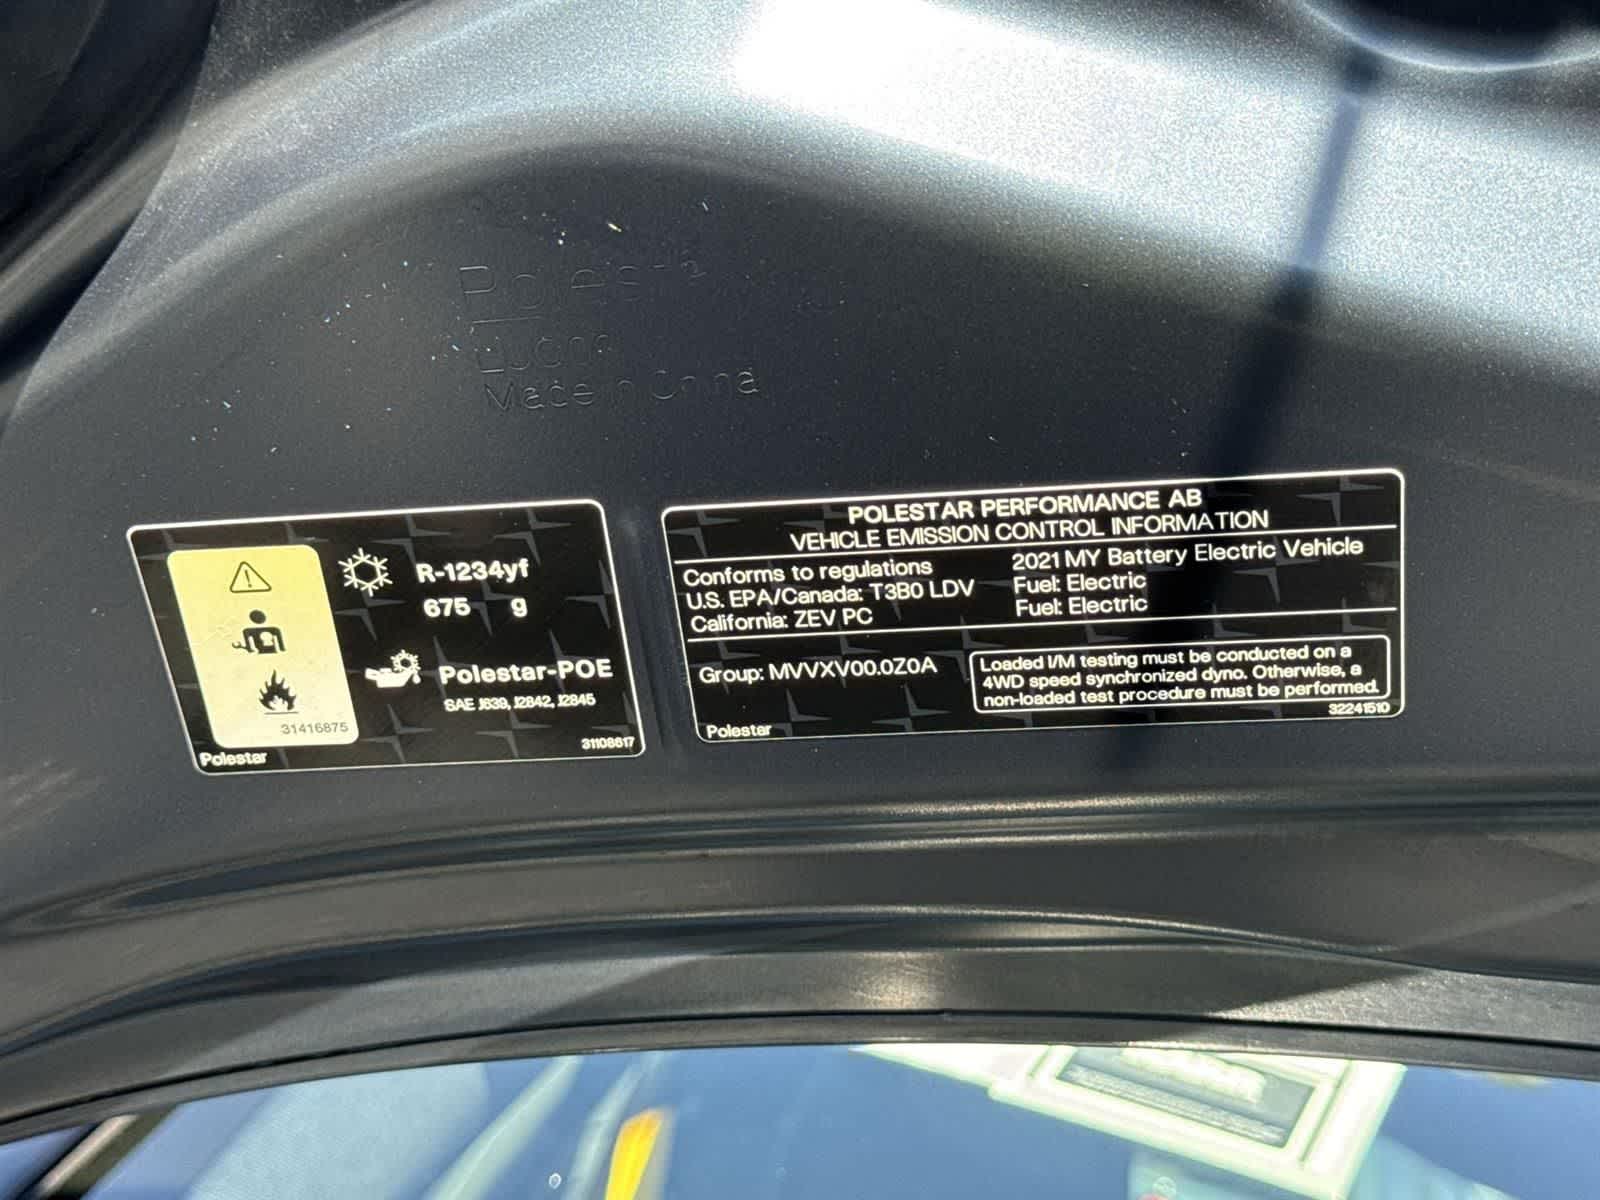 Made in China
R-1234yf
675 g
Polestar-POE
SAE J639, J2842, J2845
31416875
Polestar
31108617
POLESTAR PERFORMANCE AB
VEHICLE EMISSION CONTROL INFORMATION
Conforms to regulations
U.S. EPA/Canada: T3B0 LDV
California: ZEV PC
2021 MY Battery Electric Vehicle
Fuel: Electric
Fuel: Electric
Group: MVVXV00.0Z0A
Loaded I/M testing must be conducted on a
4WD speed synchronized dyno. Otherwise, a
non-loaded test procedure must be performed.
Polestar
32241510